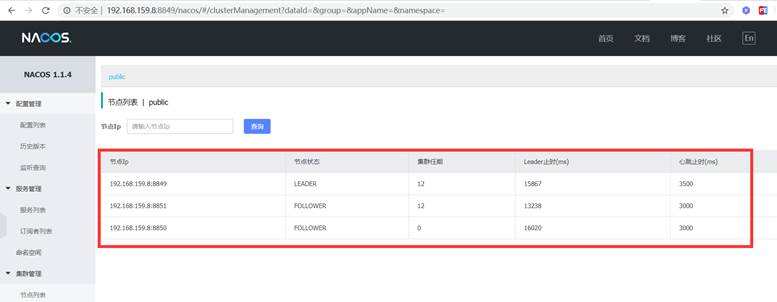 不安全 | 192.168.159.8:8849/nacos/#/clusterManagement?dataId=&group=&appName=&namespace=
NACOS. 首页 文档 博客 社区 En
NACOS 1.1.4
public
配置管理
节点列表 | public
配置列表
节点Ip 请输入节点Ip 查询
历史版本
监听查询
节点Ip 节点状态 集群任期 Leader止时(ms) 心跳止时(ms)
服务管理
192.168.159.8:8849 LEADER 12 15867 3500
服务列表
192.168.159.8:8851 FOLLOWER 12 13238 3000
订阅者列表
192.168.159.8:8850 FOLLOWER 0 16020 3000
命名空间
集群管理
节点列表